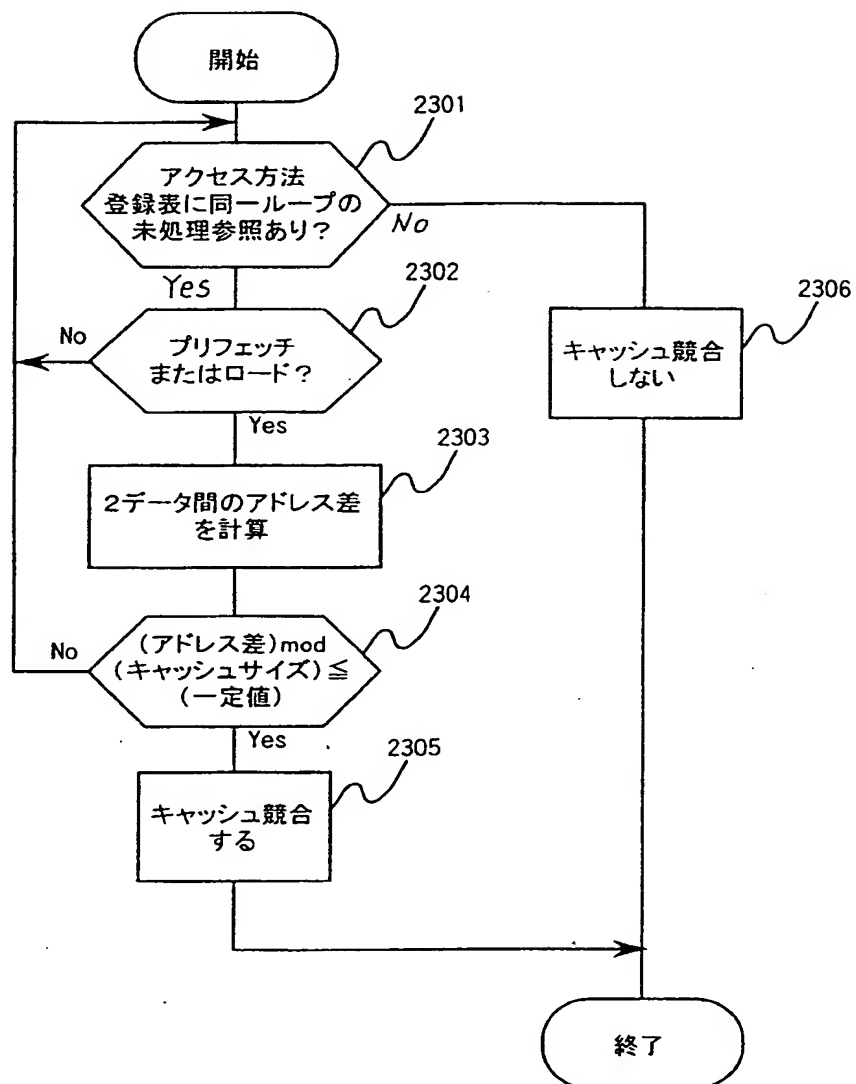 開始
2301
アクセス方法
登録表に同一ループの
未処理参照あり?
No
Yes
2302
No
プリフェッチ
またはロード?
Yes
2306
キャッシュ競合
しない
2303
2データ間のアドレス差
を計算
2304
No
(アドレス差)mod
(キャッシュサイズ)≦
(一定値)
Yes
2305
キャッシュ競合
する
終了